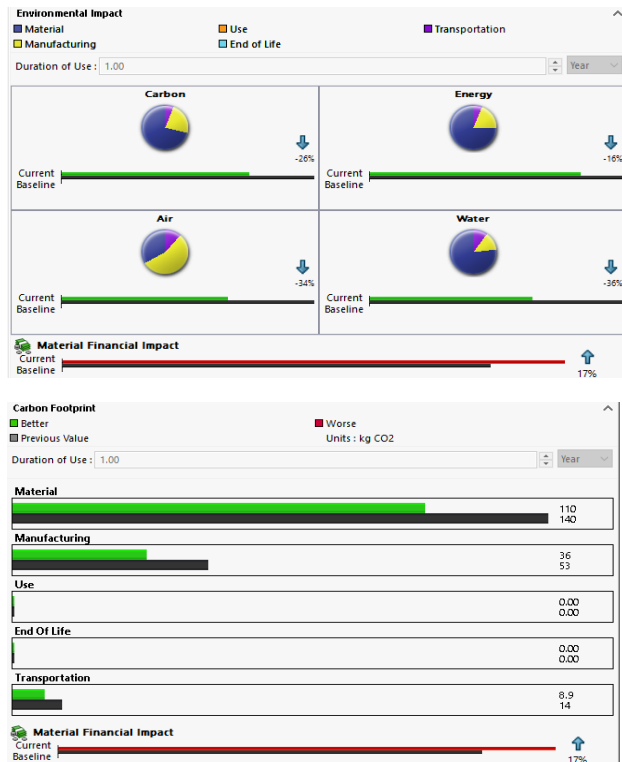 Environmental Impact
Material Use Transportation
Manufacturing End of Life
Duration of Use : 1.00 Year
Carbon Energy
-26% -16%
Current Current
Baseline Baseline
Air Water
-34% -36%
Current Current
Baseline Baseline
Material Financial Impact
Current
Baseline
17%
Carbon Footprint
Better Worse
Previous Value Units : kg CO2
Duration of Use : 1.00 Year
Material
110
140
Manufacturing
36
53
Use
0.00
0.00
End Of Life
0.00
0.00
Transportation
8.9
14
Material Financial Impact
Current
Baseline
17%